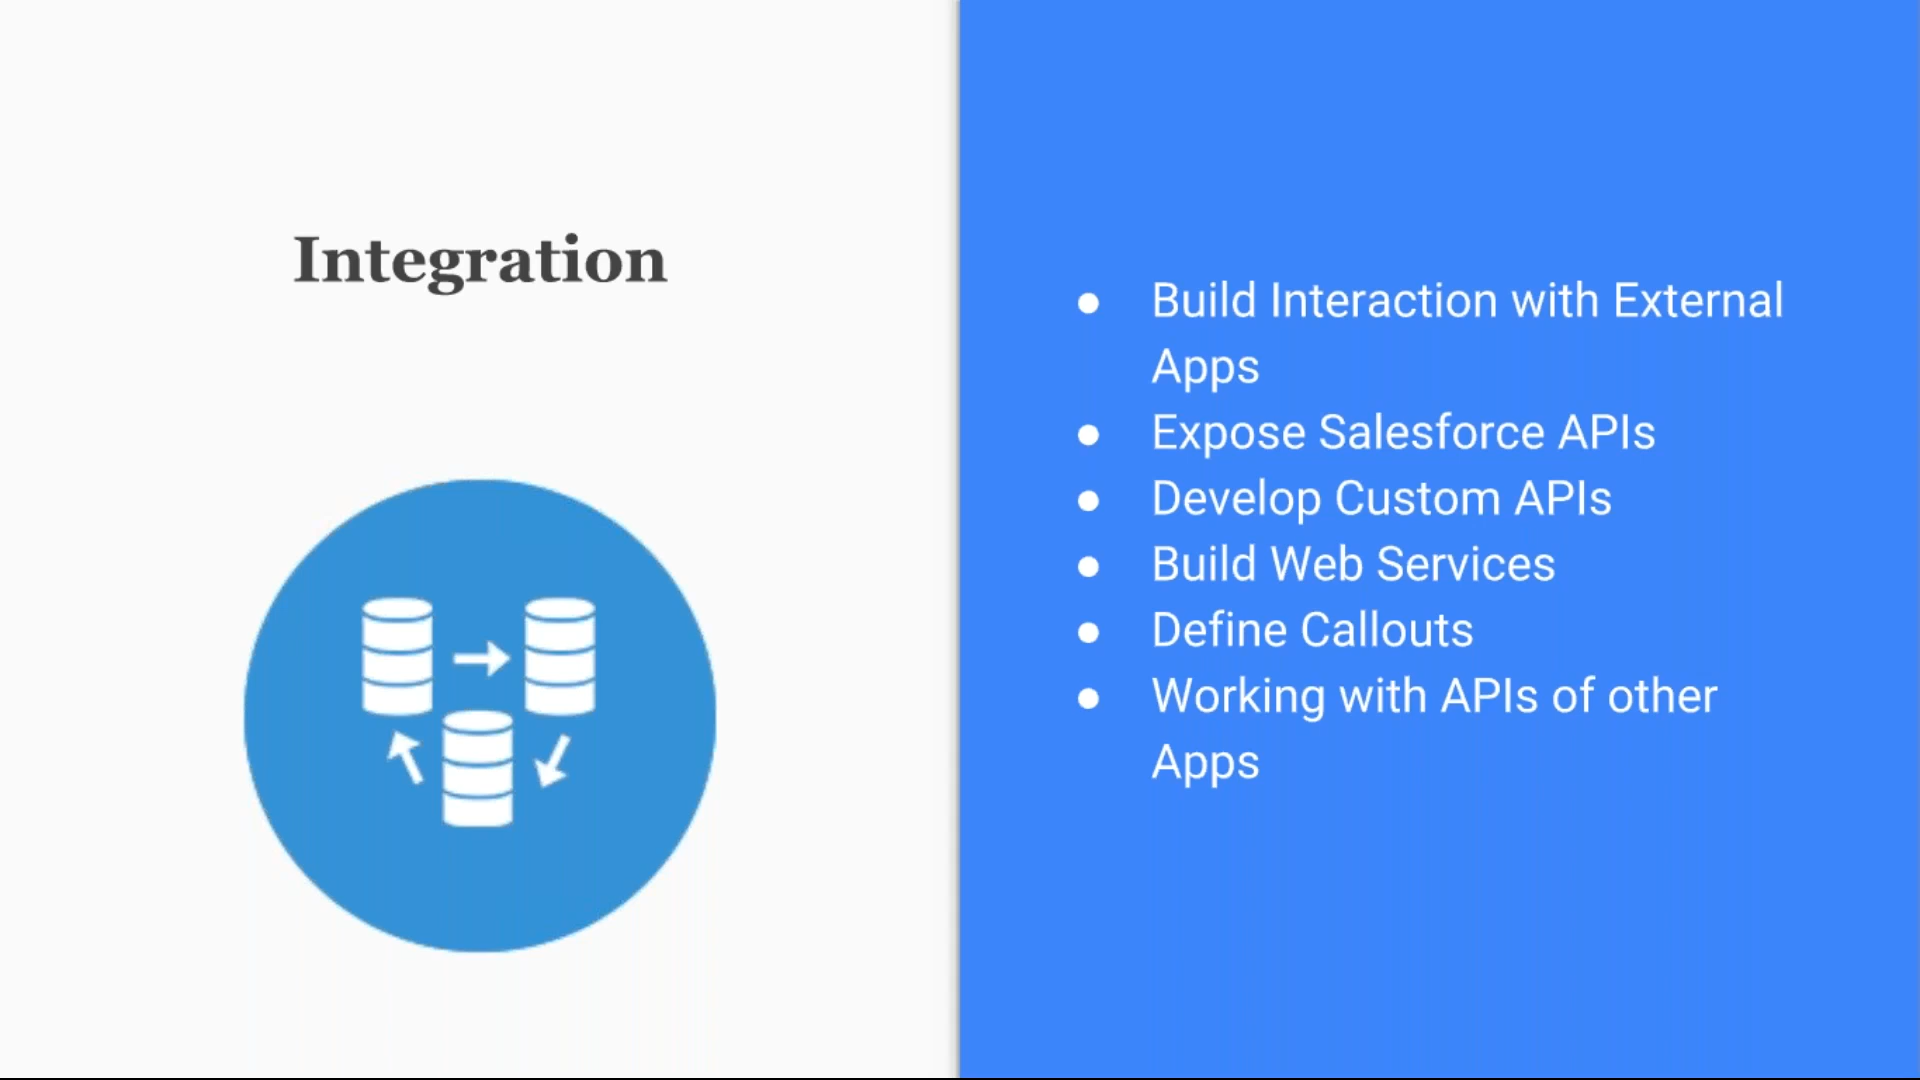 Integration
● Build Interaction with External
Apps
● Expose Salesforce APIs
● Develop Custom APIs
● Build Web Services
● Define Callouts
● Working with APIs of other
Apps